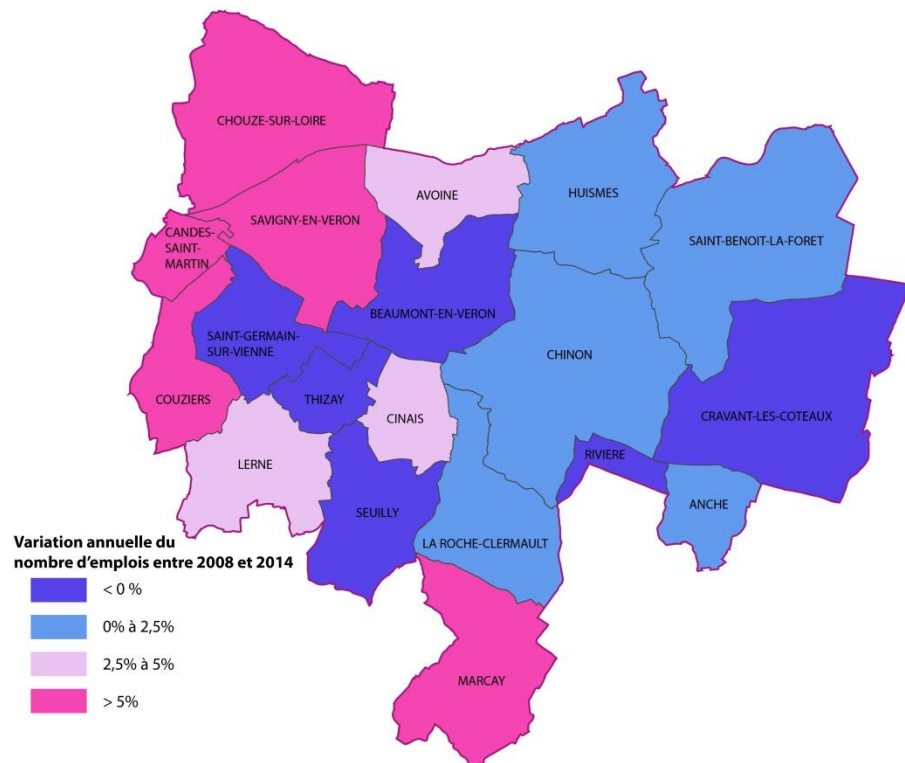 CHOUZE-SUR-LOIRE
AVOINE
HUISMES
SAVIGNY-EN-VERON
CANDES-
SAINT-
MARTIN
SAINT-BENOIT-LA-FORET
BEAUMONT-EN-VERON
SAINT-GERMAIN-
SUR-VIENNE
CHINON
COUZIERS
THIZAY
CINAIS
CRAVANT-LES-COTEAUX
LERNE
RIVIERE
SEUILLY
ANCHE
LA ROCHE-CLERMAULT
MARCAY
Variation annuelle du
nombre d'emplois entre 2008 et 2014
< 0 %
0% à 2,5%
2,5% à 5%
> 5%